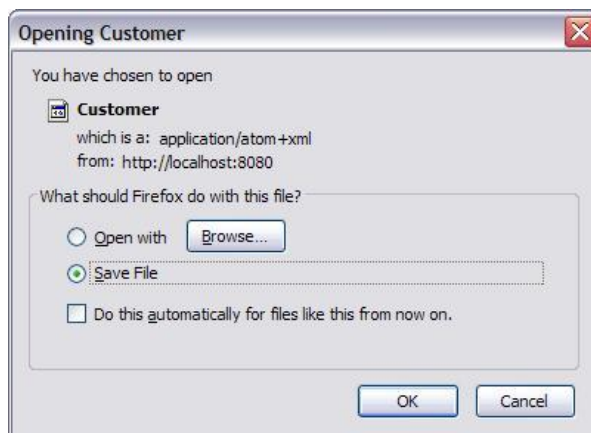 Opening Customer
You have chosen to open
Customer
which is a: application/atom+xml
from: http://localhost:8080
What should Firefox do with this file?
Open with Browse...
Save File
Do this automatically for files like this from now on.
OK Cancel